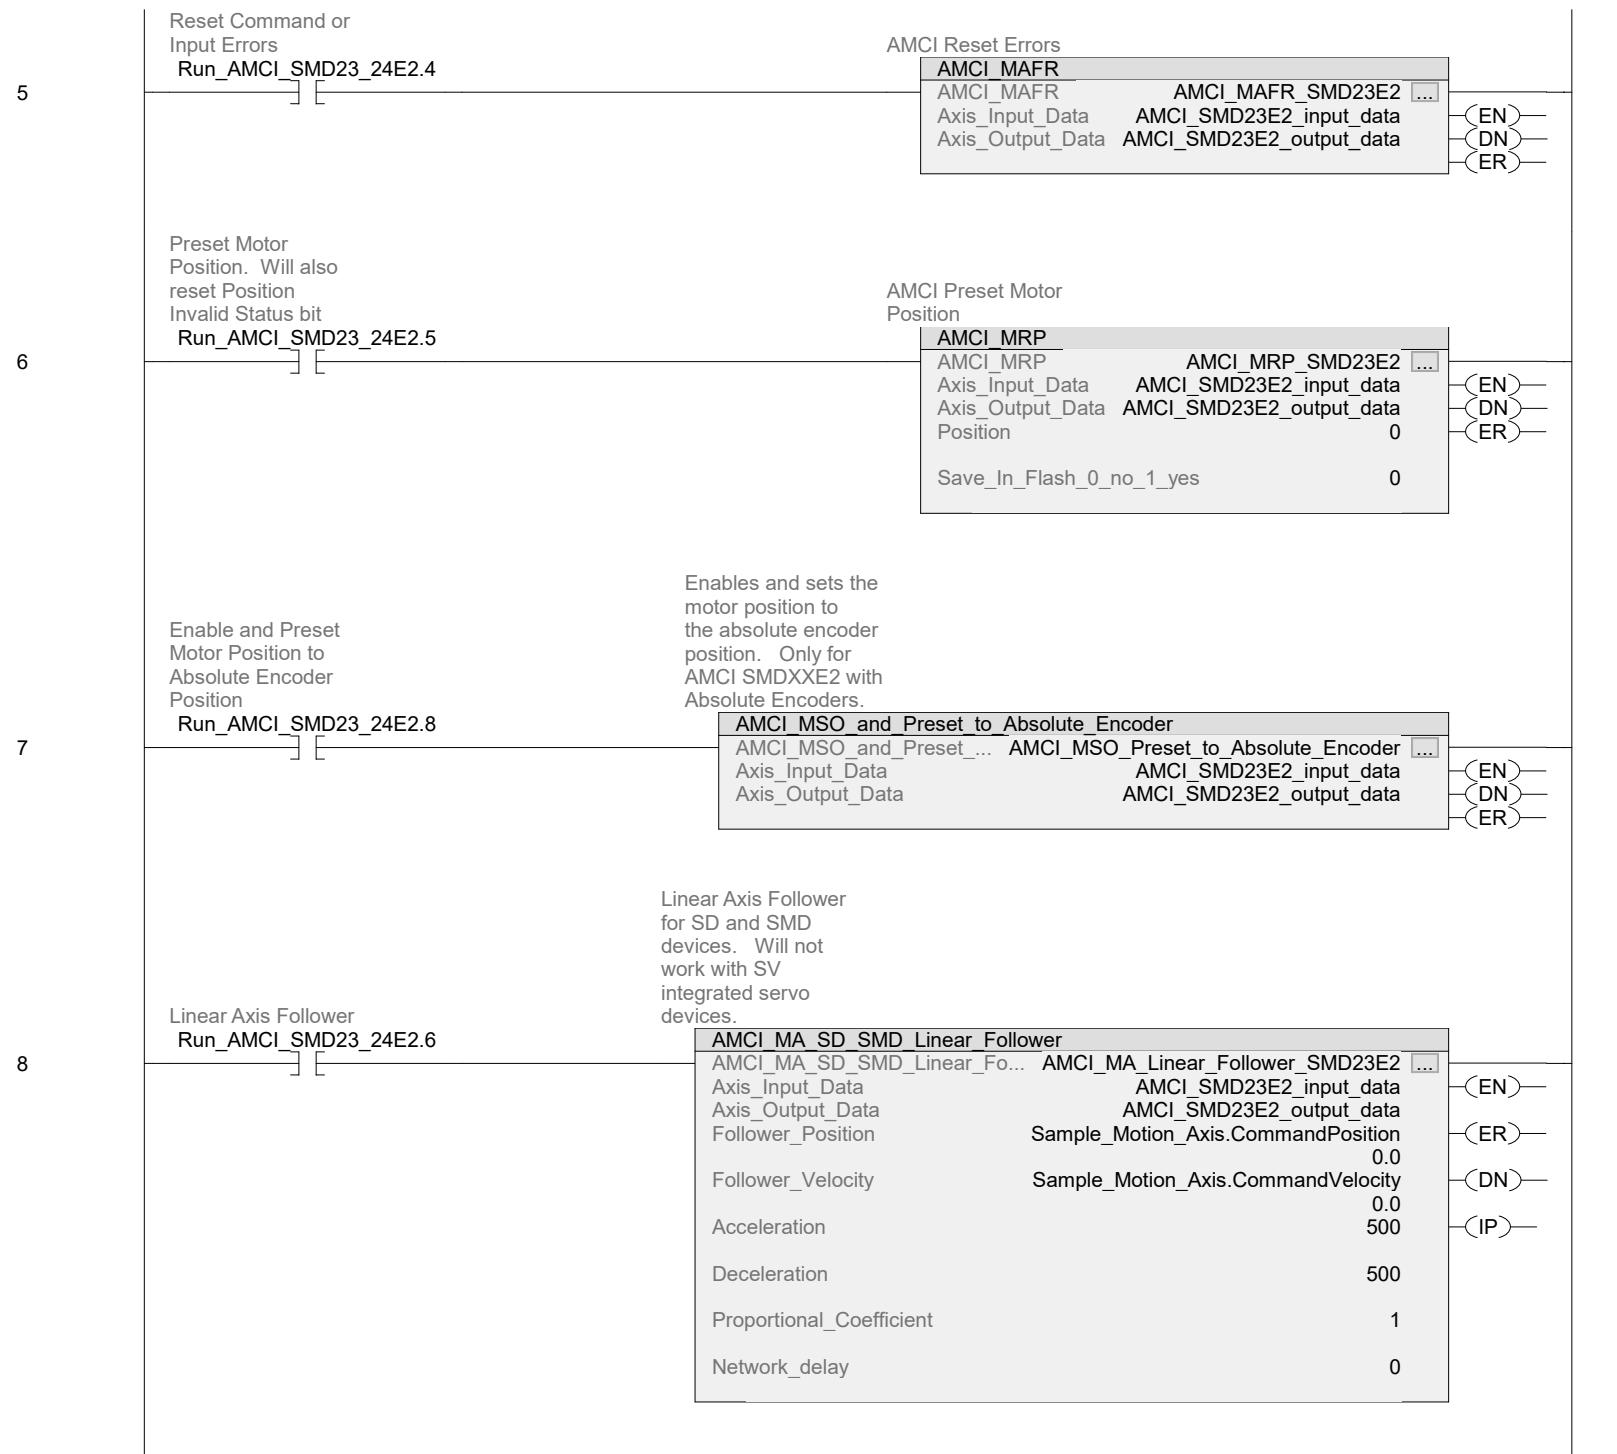 Reset Command or
Input Errors
Run_AMCI_SMD23_24E2.4
5
AMCI Reset Errors
AMCI_MAFR
AMCI_MAFR AMCI_MAFR_SMD23E2 ...
Axis_Input_Data AMCI_SMD23E2_input_data
Axis_Output_Data AMCI_SMD23E2_output_data
EN
DN
ER
Preset Motor
Position. Will also
reset Position
Invalid Status bit
Run_AMCI_SMD23_24E2.5
6
AMCI Preset Motor
Position
AMCI_MRP
AMCI_MRP AMCI_MRP_SMD23E2 ...
Axis_Input_Data AMCI_SMD23E2_input_data
Axis_Output_Data AMCI_SMD23E2_output_data
Position 0
Save_In_Flash_0_no_1_yes 0
EN
DN
ER
Enable and Preset
Motor Position to
Absolute Encoder
Position
Run_AMCI_SMD23_24E2.8
7
Enables and sets the
motor position to
the absolute encoder
position. Only for
AMCI SMDXXE2 with
Absolute Encoders.
AMCI_MSO_and_Preset_to_Absolute_Encoder
AMCI_MSO_and_Preset_... AMCI_MSO_Preset_to_Absolute_Encoder ...
Axis_Input_Data AMCI_SMD23E2_input_data
Axis_Output_Data AMCI_SMD23E2_output_data
EN
DN
ER
Linear Axis Follower
Run_AMCI_SMD23_24E2.6
8
Linear Axis Follower
for SD and SMD
devices. Will not
work with SV
integrated servo
devices.
AMCI_MA_SD_SMD_Linear_Follower
AMCI_MA_SD_SMD_Linear_Fo... AMCI_MA_Linear_Follower_SMD23E2 ...
Axis_Input_Data AMCI_SMD23E2_input_data
Axis_Output_Data AMCI_SMD23E2_output_data
Follower_Position Sample_Motion_Axis.CommandPosition
0.0
Follower_Velocity Sample_Motion_Axis.CommandVelocity
0.0
Acceleration 500
Deceleration 500
Proportional_Coefficient 1
Network_delay 0
EN
ER
DN
IP